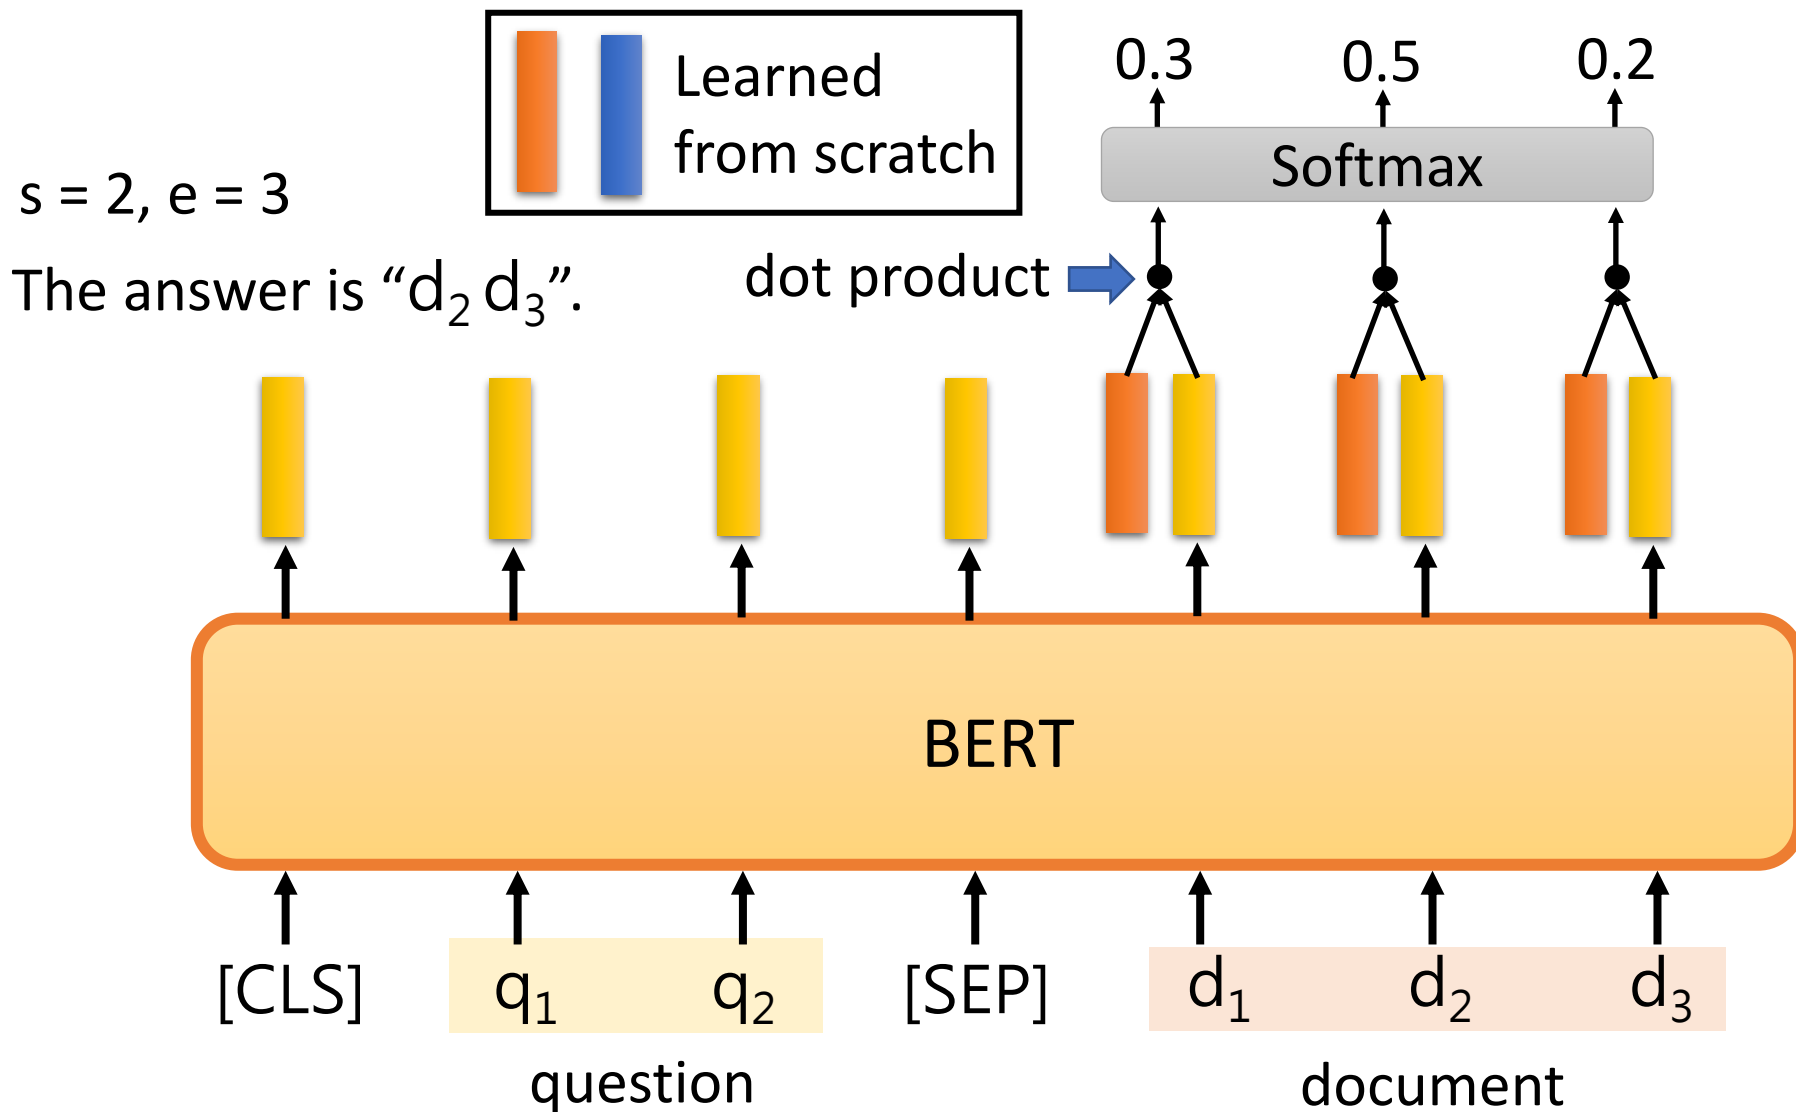 Learned
from scratch
0.3 0.5 0.2
Softmax
s = 2, e = 3
The answer is “d₂ d₃”.
dot product
BERT
[CLS] q₁ q₂ [SEP] d₁ d₂ d₃
question document